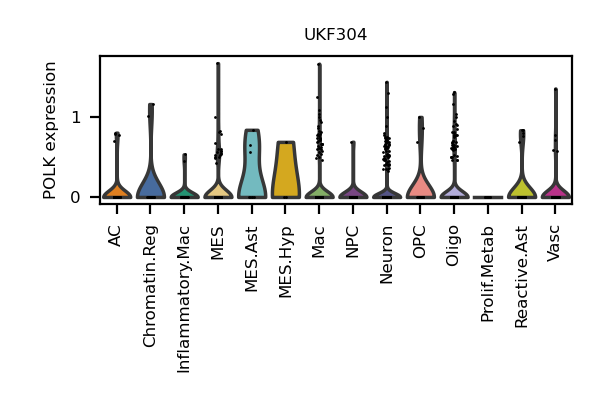 UKF304
POLK expression
1
0
AC
Chromatin.Reg
Inflammatory.Mac
MES
MES.Ast
MES.Hyp
Mac
NPC
Neuron
OPC
Oligo
Prolif.Metab
Reactive.Ast
Vasc